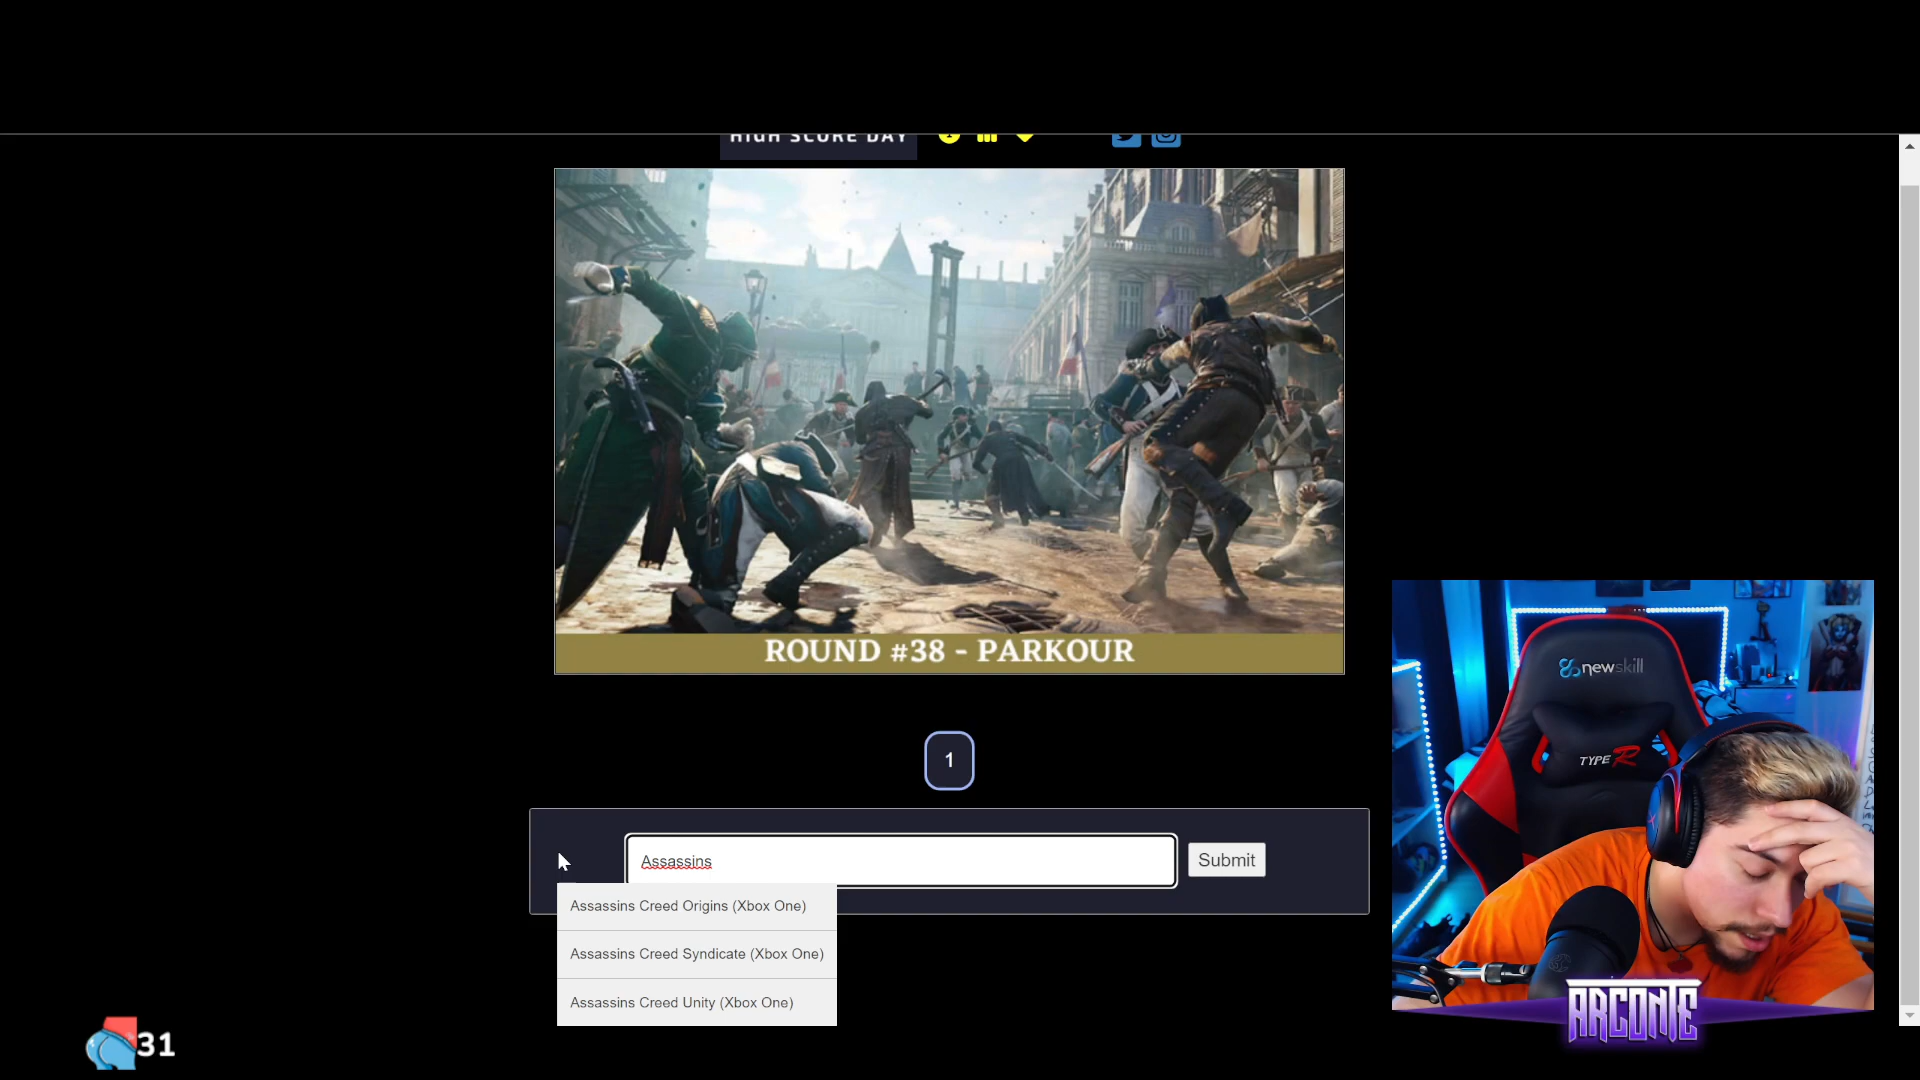 HIGH SCORE DAY
ROUND #38 - PARKOUR
1
Assassins
Submit
Assassins Creed Origins (Xbox One)
Assassins Creed Syndicate (Xbox One)
Assassins Creed Unity (Xbox One)
newskill
TYPE R
ARCONTE
31